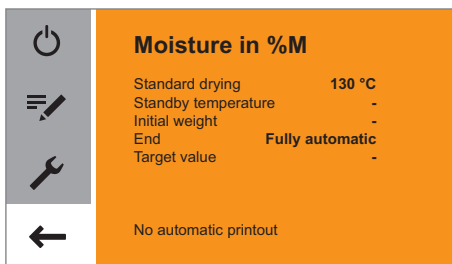 Moisture in %M
Standard drying 130 °C
Standby temperature -
Initial weight -
End Fully automatic
Target value -
No automatic printout